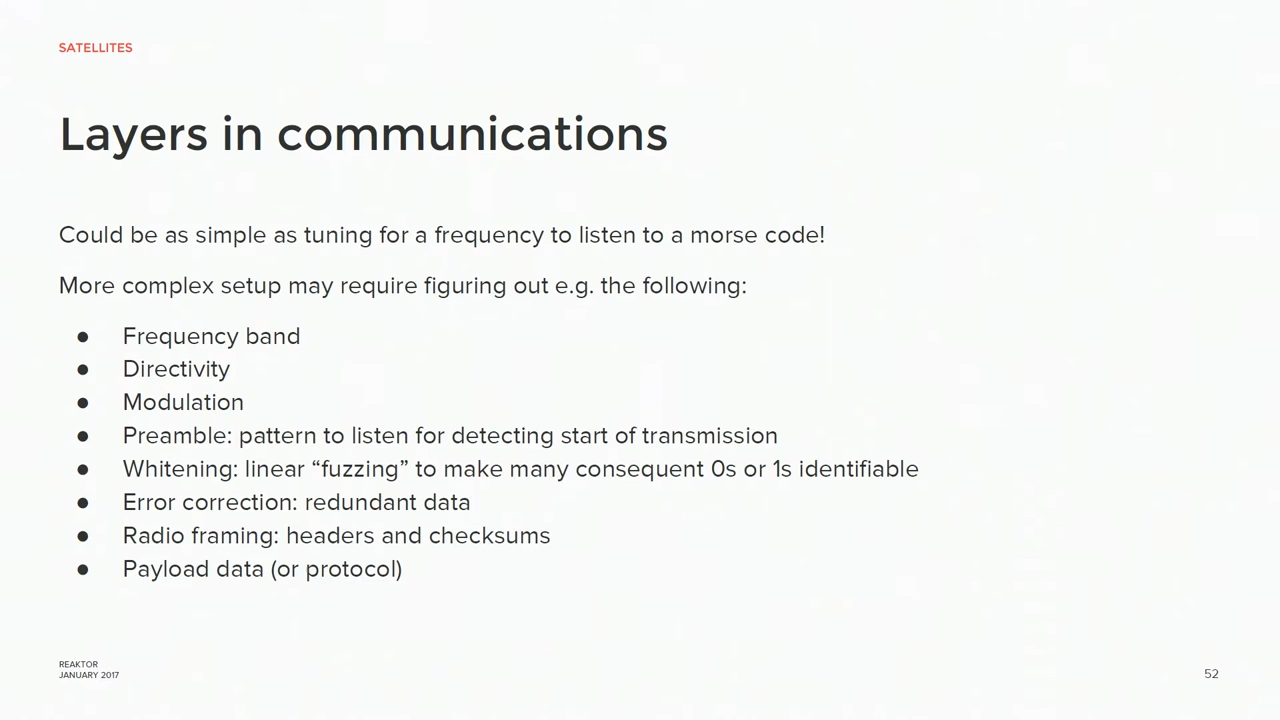 SATELLITES
Layers in communications
Could be as simple as tuning for a frequency to listen to a morse code!
More complex setup may require figuring out e.g. the following:
● Frequency band
● Directivity
● Modulation
● Preamble: pattern to listen for detecting start of transmission
● Whitening: linear “fuzzing” to make many consequent 0s or 1s identifiable
● Error correction: redundant data
● Radio framing: headers and checksums
● Payload data (or protocol)
REAKTOR
JANUARY 2017
52